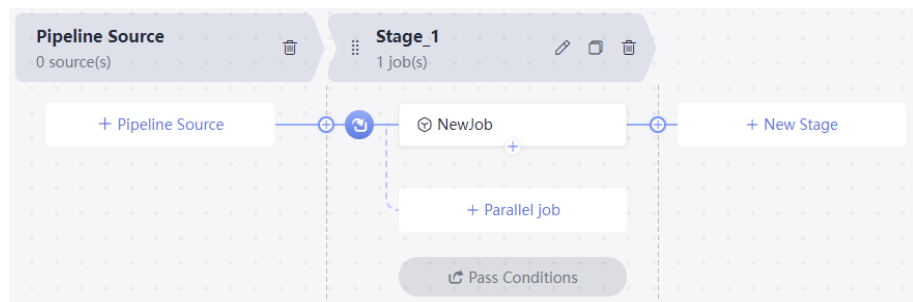 Pipeline Source
0 source(s)
Stage_1
1 job(s)
+ Pipeline Source
NewJob
+ New Stage
+ Parallel job
Pass Conditions